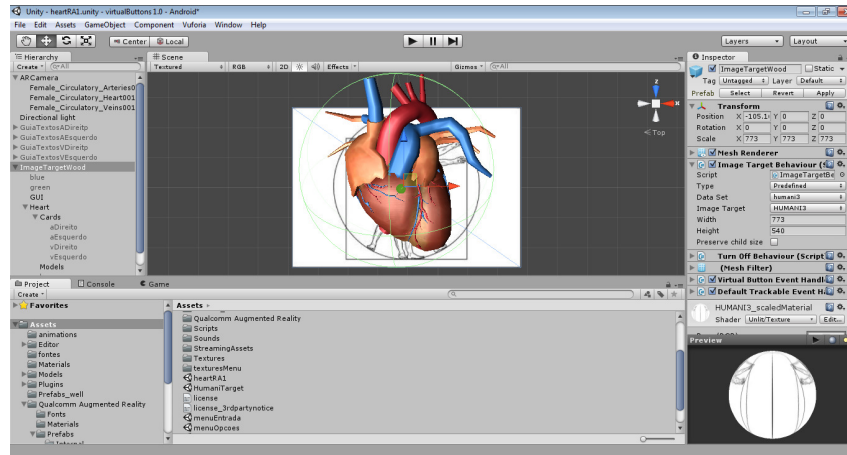 Unity - heartRA1.unity - virtualButtons1.0 - Android*
File Edit Assets GameObject Component Vuforia Window Help
Center Local Layers Layout
Hierarchy
Create All
ARCamera
Female_Circulatory_Arteries0
Female_Circulatory_Heart001
Female_Circulatory_Veins001
Directional light
GuiaTextosADireitp
GuiaTextosAEsquerdo
GuiaTextosVDireitp
GuiaTextosVEsquerdo
ImageTargetWood
blue
green
GUI
Heart
Cards
aDireito
aEsquerdo
vDireito
vEsquerdo
Models
Scene
Textured RGB 2D Effects Gizmos All
z
x
Top
Inspector
ImageTargetWood Static
Tag Untagged Layer Default
Prefab Select Revert Apply
Transform
Position X -105.1 Y 0 Z 0
Rotation X 0 Y 0 Z 0
Scale X 773 Y 773 Z 773
Mesh Renderer
Image Target Behaviour (S
Script ImageTargetBe
Type Predefined
Data Set humani3
Image Target HUMANI3
Width 773
Height 540
Preserve child size
Turn Off Behaviour (Script
(Mesh Filter)
Virtual Button Event Handl
Default Trackable Event Ha
HUMANI3_scaledMaterial
Shader Unlit/Texture Edit...
Preview
Project Console Game
Create
Favorites
Assets
animations
Editor
fontes
Materials
Models
Plugins
Prefabs_well
Qualcomm Augmented Reality
Fonts
Materials
Prefabs
Assets
Qualcomm Augmented Reality
Scripts
Sounds
StreamingAssets
Textures
texturesMenu
heartRA1
HumaniTarget
license
license_3rdpartynotice
menuEntrada
menuOpcoes